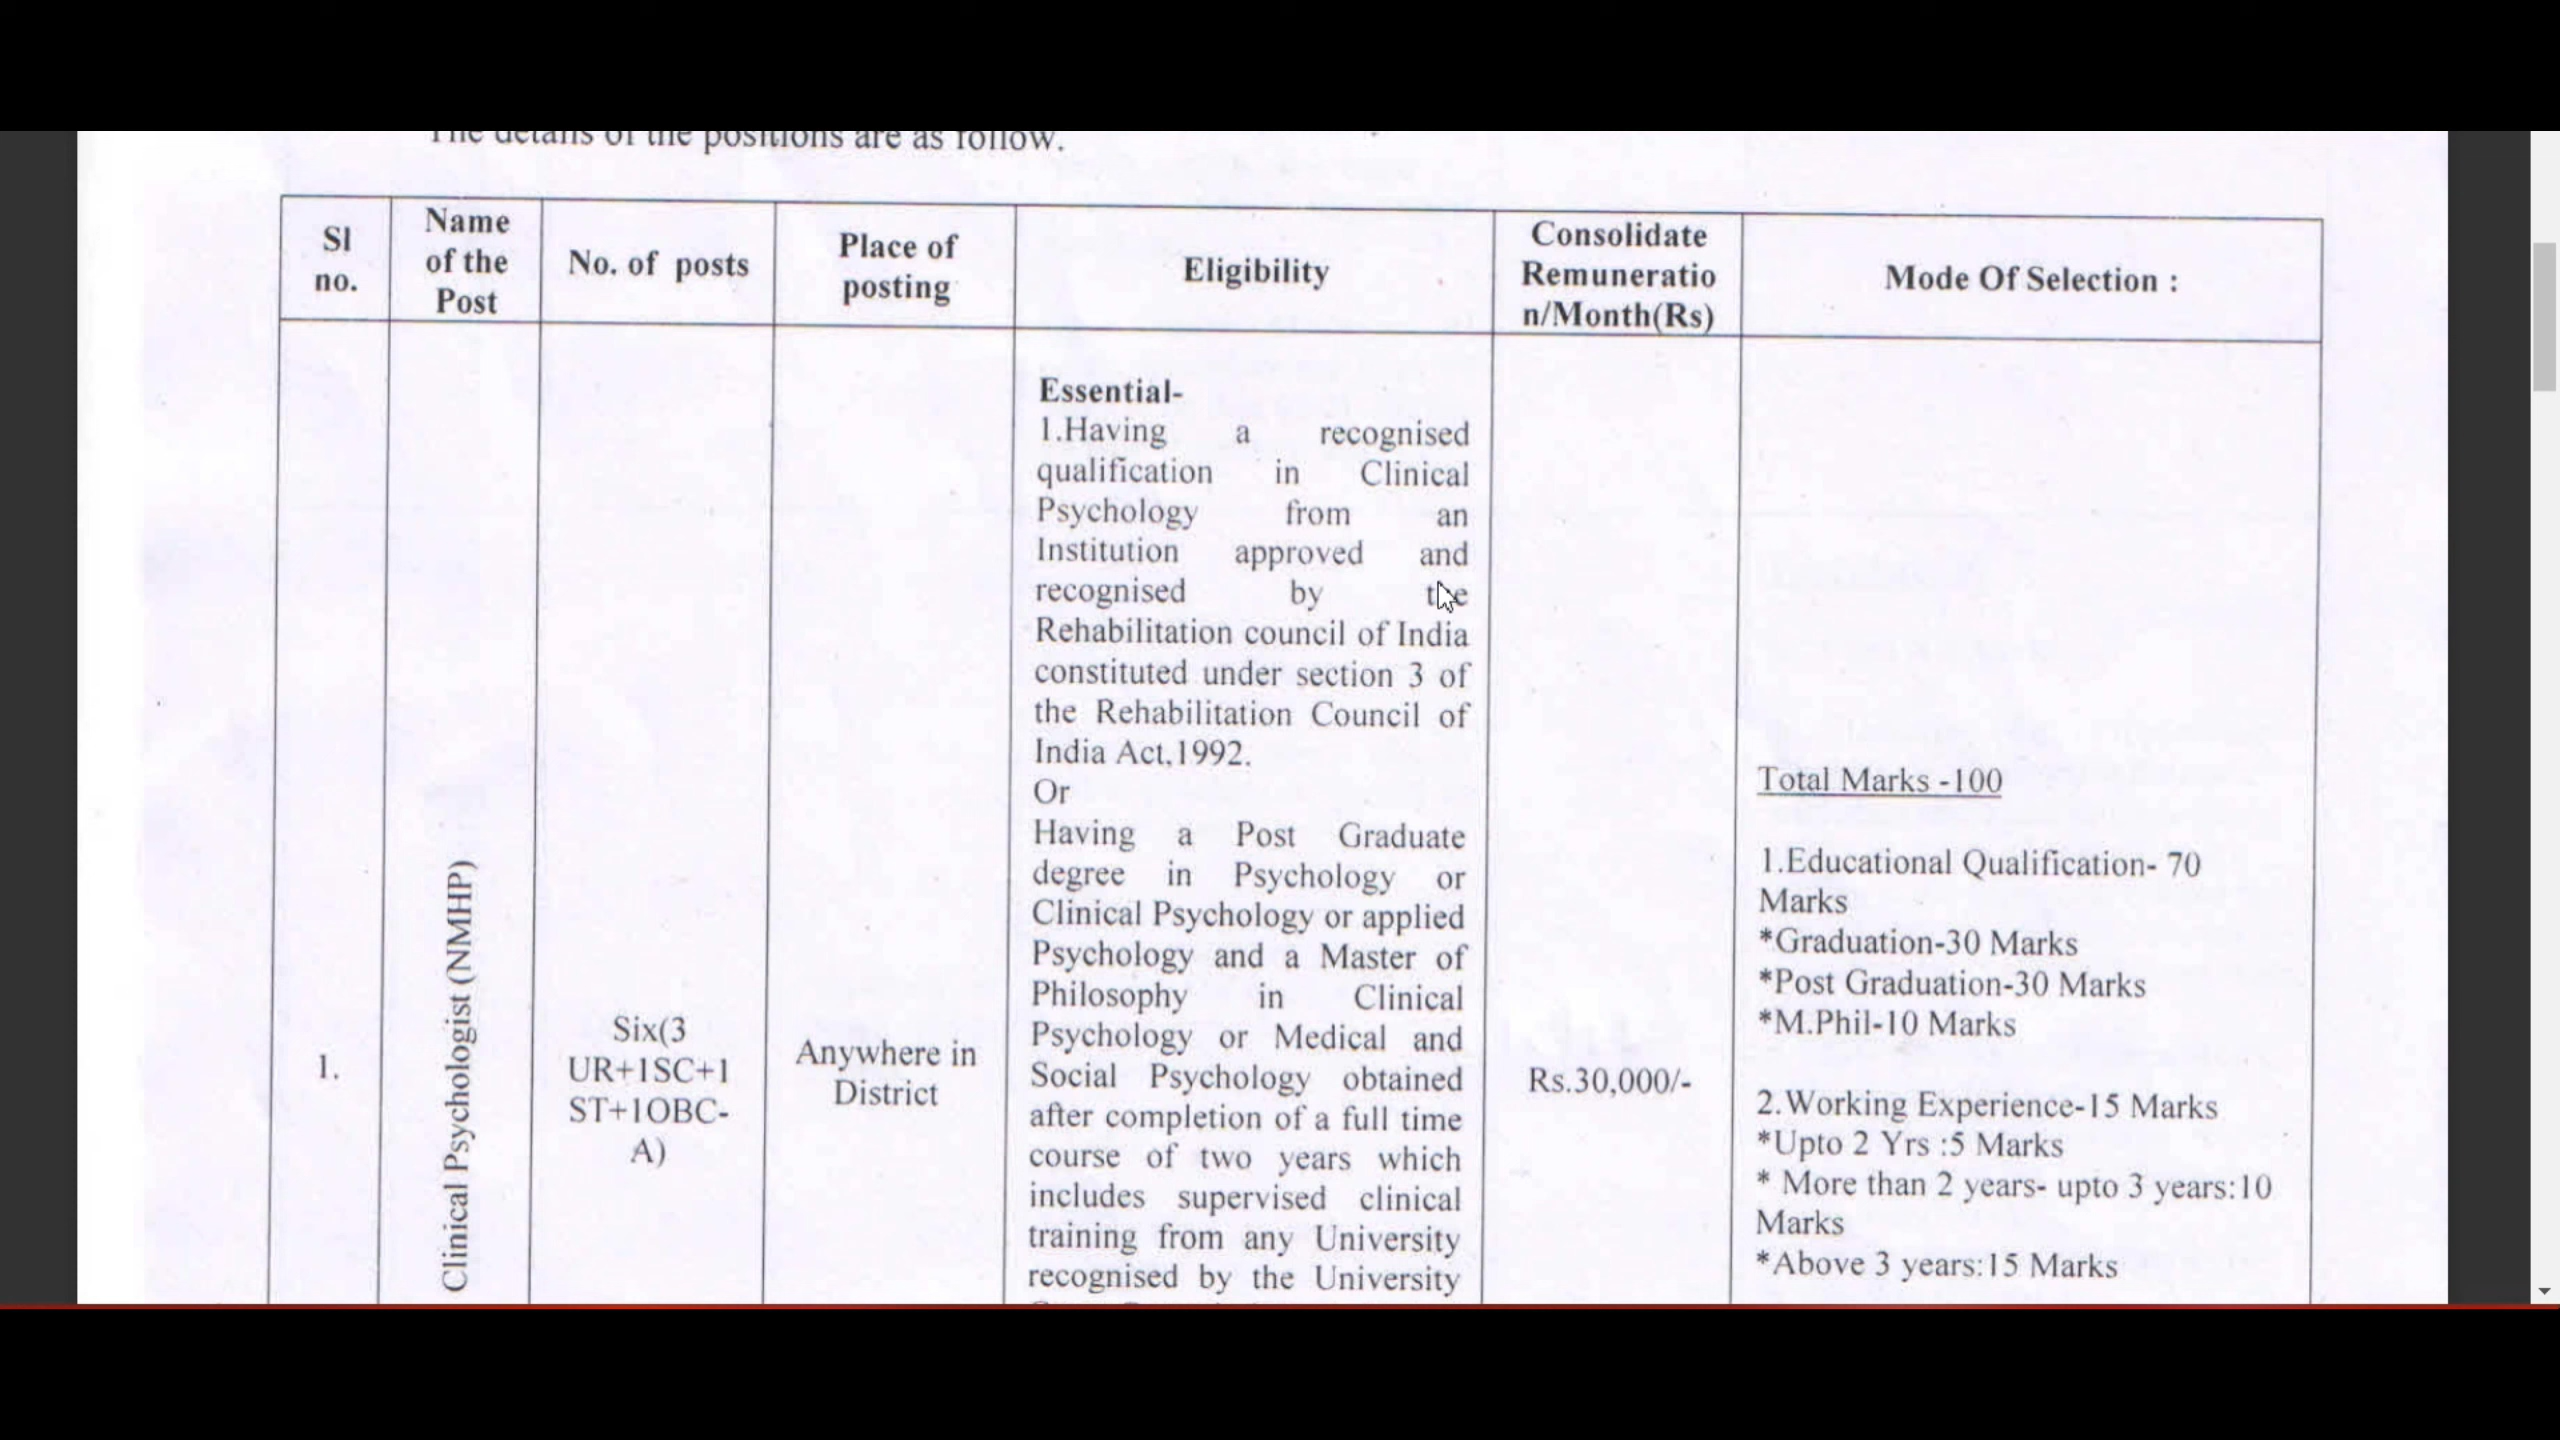 The details of the positions are as follow.
Sl
no.
Name
of the
Post
No. of posts
Place of
posting
Eligibility
Consolidate
Remuneratio
n/Month(Rs)
Mode Of Selection :
1.
Clinical Psychologist (NMHP)
Six(3
UR+1SC+1
ST+1OBC-
A)
Anywhere in
District
Essential-
1.Having a recognised
qualification in Clinical
Psychology from an
Institution approved and
recognised by the
Rehabilitation council of India
constituted under section 3 of
the Rehabilitation Council of
India Act,1992.
Or
Having a Post Graduate
degree in Psychology or
Clinical Psychology or applied
Psychology and a Master of
Philosophy in Clinical
Psychology or Medical and
Social Psychology obtained
after completion of a full time
course of two years which
includes supervised clinical
training from any University
recognised by the University
Rs.30,000/-
Total Marks -100
1.Educational Qualification- 70
Marks
*Graduation-30 Marks
*Post Graduation-30 Marks
*M.Phil-10 Marks
2.Working Experience-15 Marks
*Upto 2 Yrs :5 Marks
* More than 2 years- upto 3 years:10
Marks
*Above 3 years:15 Marks